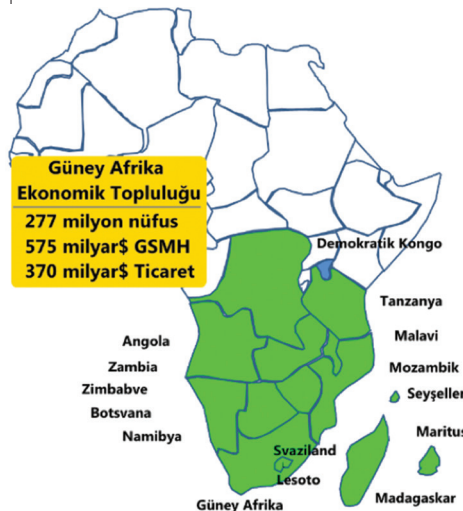 Güney Afrika
Ekonomik Topluluğu
277 milyon nüfus
575 milyar$ GSMH
370 milyar$ Ticaret
Demokratik Kongo
Tanzanya
Malavi
Mozambik
Seyşeller
Maritus
Madagaskar
Angola
Zambia
Zimbabve
Botsvana
Namibya
Svaziland
Lesoto
Güney Afrika